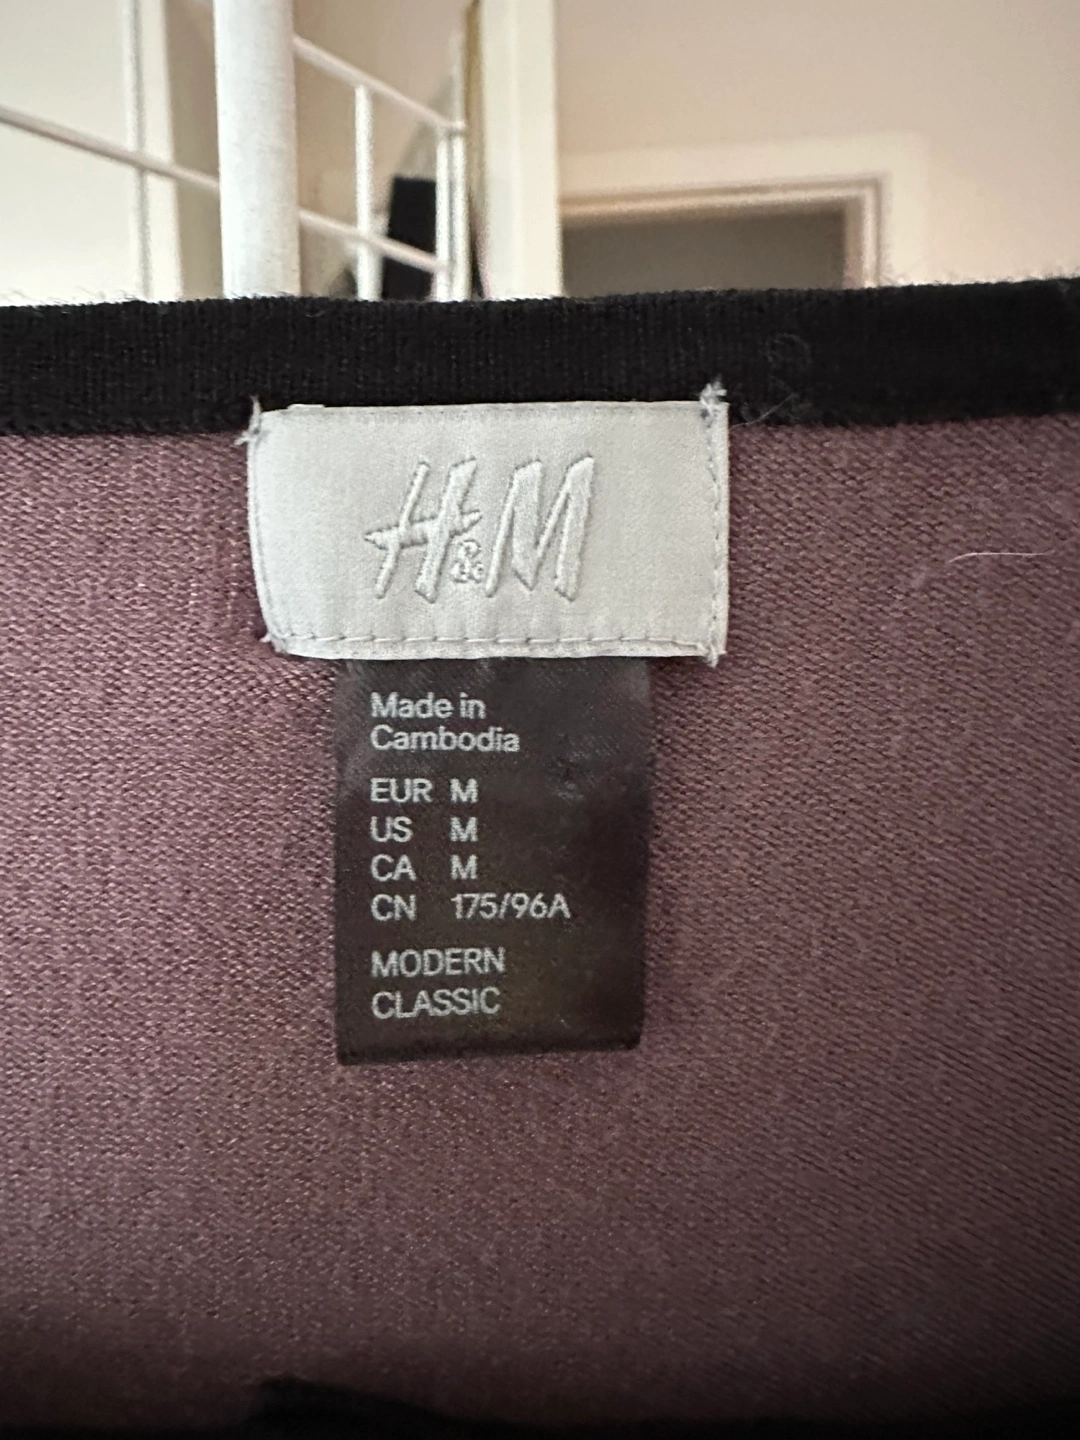 H&M
Made in
Cambodia
EUR M
US M
CA M
CN 175/96A
MODERN
CLASSIC